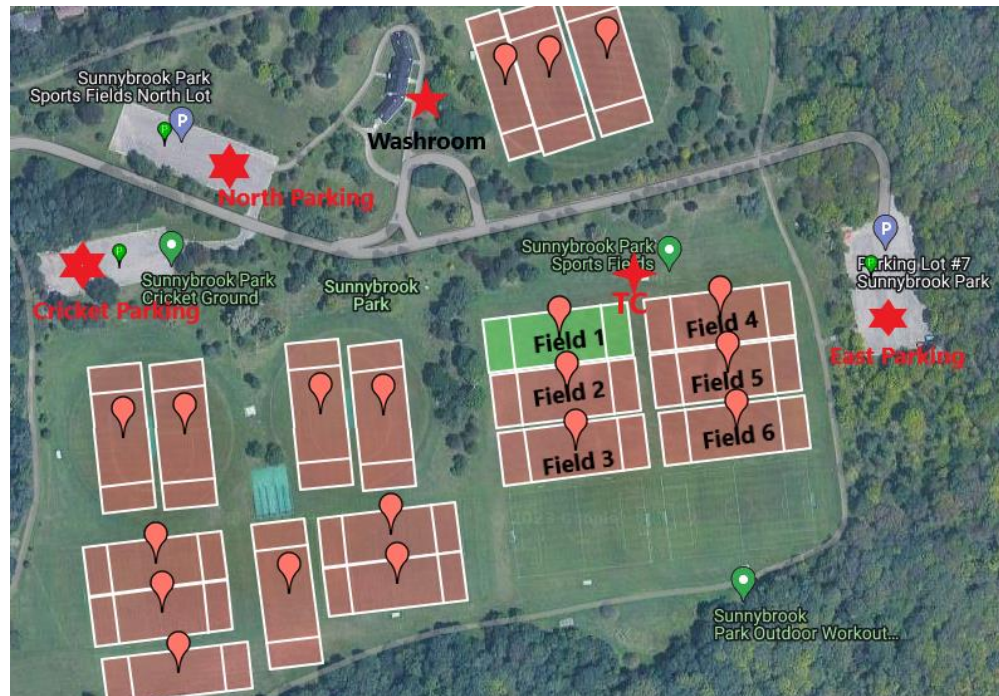 Sunnybrook Park
Sports Fields North Lot
P
P
Washroom
North Parking
P
Sunnybrook Park
Cricket Ground
Cricket Parking
Sunnybrook
Park
Sunnybrook Park
Sports Fields
TC
P
P
Parking Lot #7
Sunnybrook Park
East Parking
Field 1
Field 4
Field 2
Field 5
Field 3
Field 6
Sunnybrook
Park Outdoor Workout...